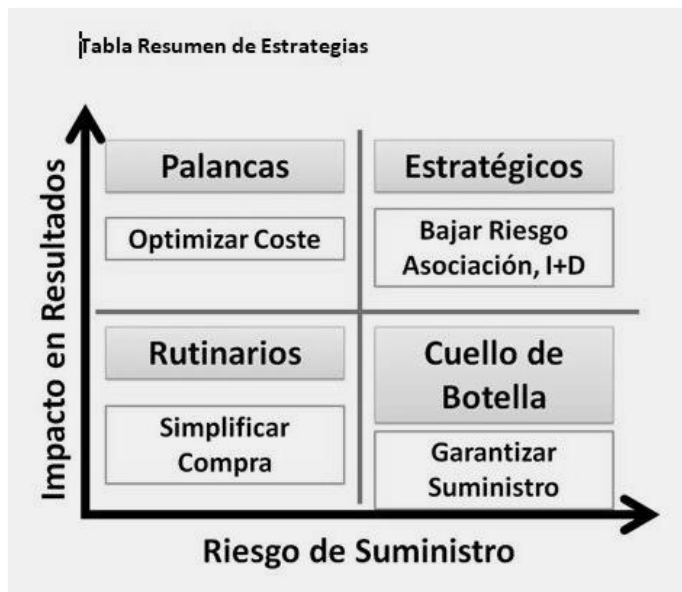 Tabla Resumen de Estrategias
Impacto en Resultados
Palancas
Optimizar Coste
Estratégicos
Bajar Riesgo
Asociación, I+D
Rutinarios
Simplificar
Compra
Cuello de
Botella
Garantizar
Suministro
Riesgo de Suministro